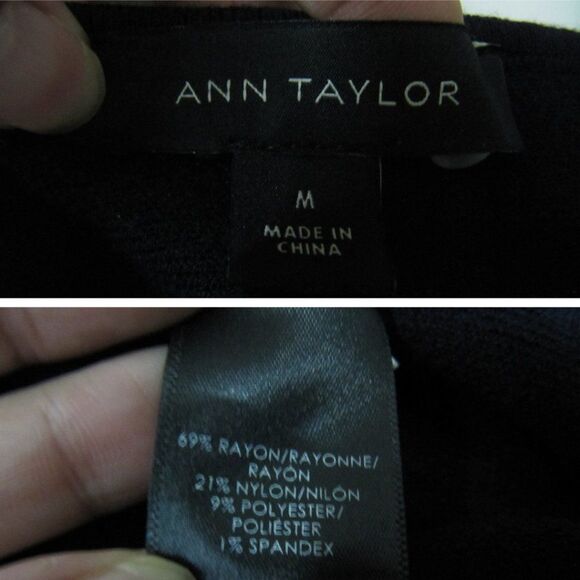 ANN TAYLOR
M
MADE IN
CHINA
69% RAYON/RAYONNE/
RAYÓN
21% NYLON/NILÓN
9% POLYESTER/
POLIÉSTER
1% SPANDEX